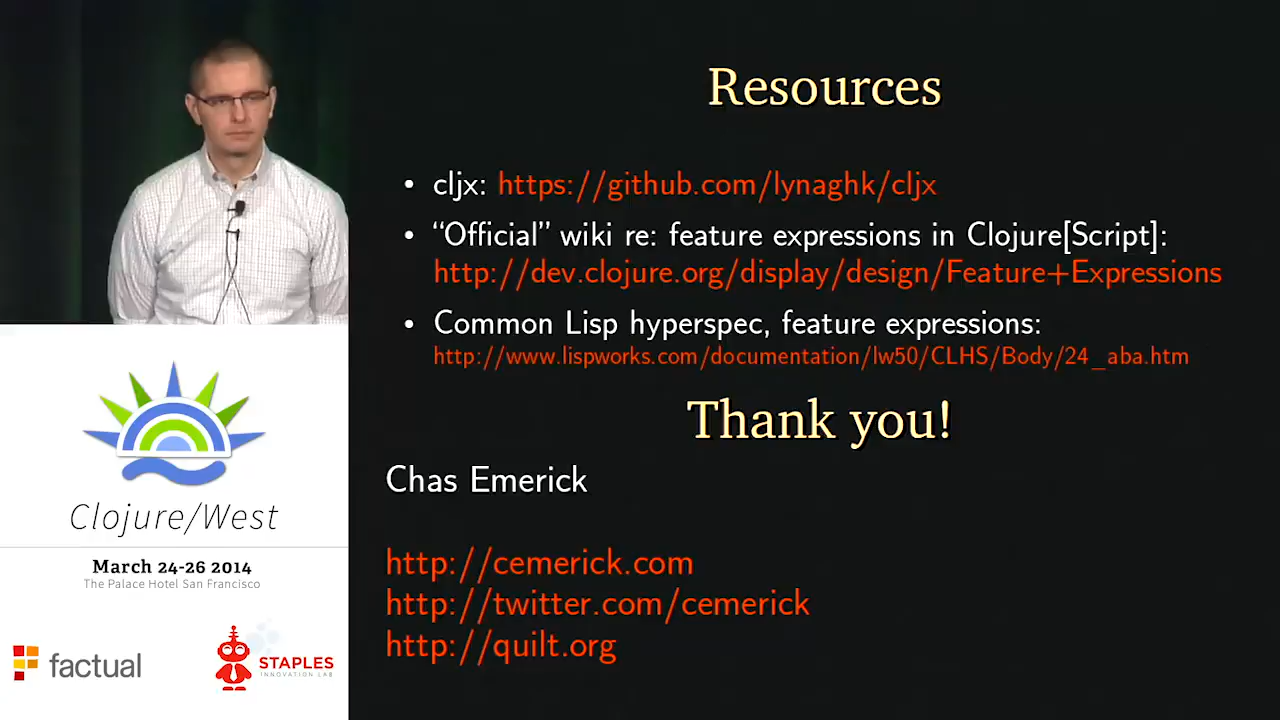 Resources
• cljx: https://github.com/lynaghk/cljx
• “Official” wiki re: feature expressions in Clojure[Script]:
http://dev.clojure.org/display/design/Feature+Expressions
• Common Lisp hyperspec, feature expressions:
http://www.lispworks.com/documentation/lw50/CLHS/Body/24_aba.htm
Thank you!
Chas Emerick
http://cemerick.com
http://twitter.com/cemerick
http://quilt.org
Clojure/West
March 24-26 2014
The Palace Hotel San Francisco
factual
STAPLES
INNOVATION LAB